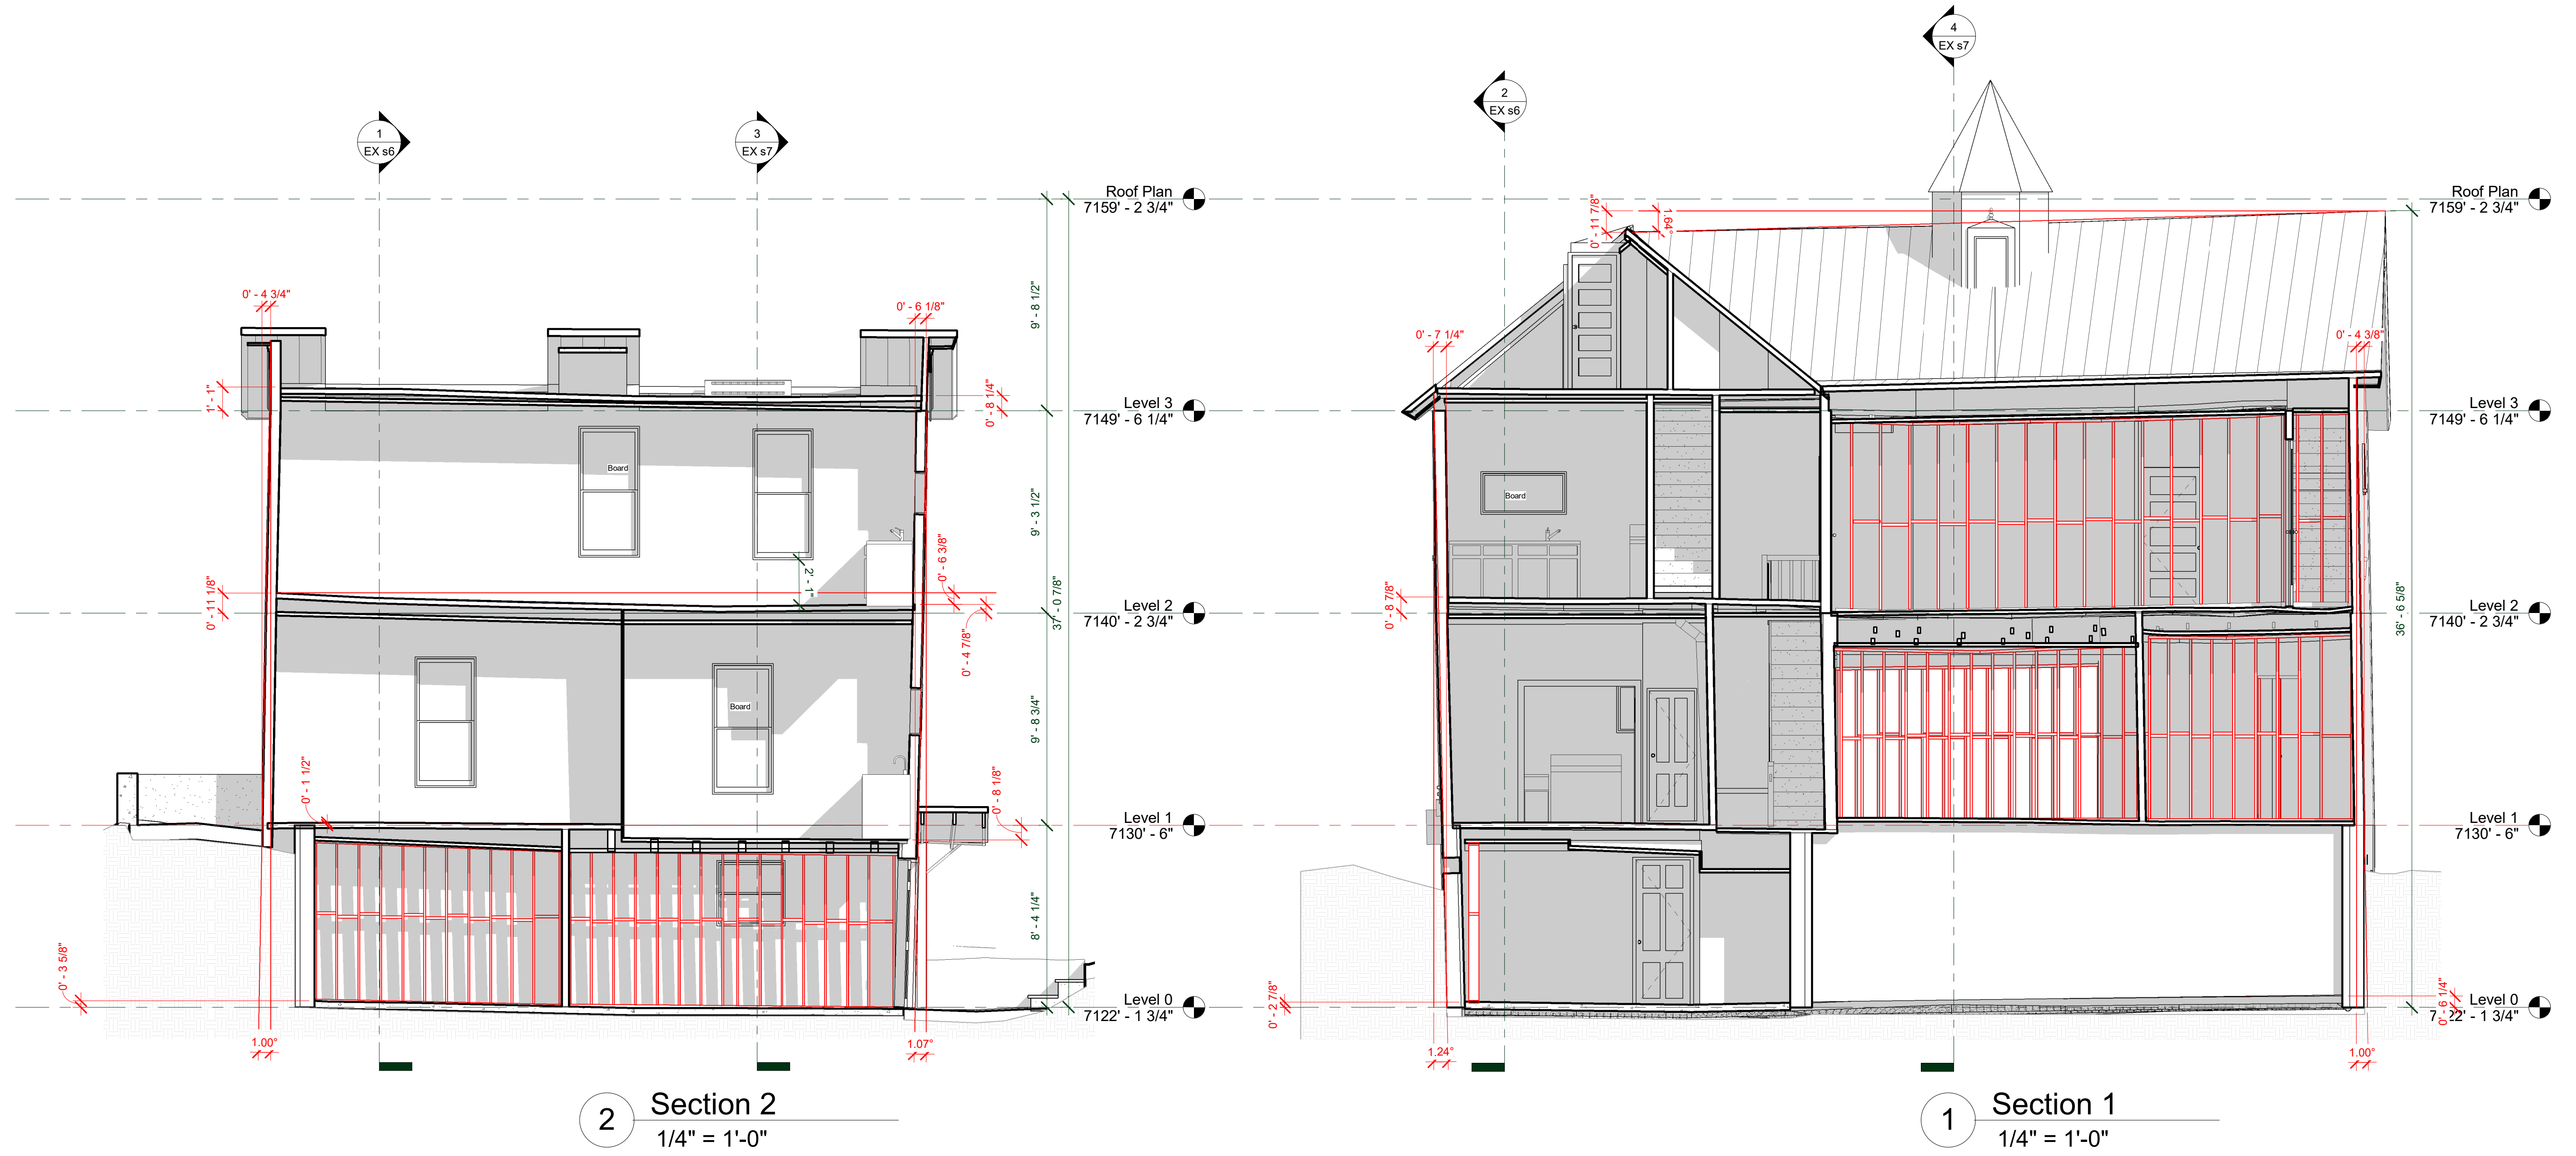 4
EX s7
2
EX s6
1
EX s6
3
EX s7
Roof Plan
7159' - 2 3/4"
Roof Plan
7159' - 2 3/4"
0' - 11 7/8"
1.64°
0' - 4 3/4"
0' - 6 1/8"
9' - 8 1/2"
0' - 7 1/4"
0' - 4 3/8"
1' - 1"
0' - 8 1/4"
Level 3
7149' - 6 1/4"
Level 3
7149' - 6 1/4"
Board
Board
9' - 3 1/2"
0' - 6 3/8"
2' - 1"
0' - 11 1/8"
37' - 0 7/8"
0' - 8 7/8"
36' - 6 5/8"
Level 2
7140' - 2 3/4"
Level 2
7140' - 2 3/4"
0' - 4 7/8"
Board
9' - 8 3/4"
0' - 1 1/2"
0' - 8 1/8"
Level 1
7130' - 6"
Level 1
7130' - 6"
8' - 4 1/4"
0' - 3 5/8"
0' - 2 7/8"
0' - 6 1/4"
Level 0
7122' - 1 3/4"
Level 0
22' - 1 3/4"
1.00°
1.07°
1.24°
1.00°
2
Section 2
1/4" = 1'-0"
1
Section 1
1/4" = 1'-0"